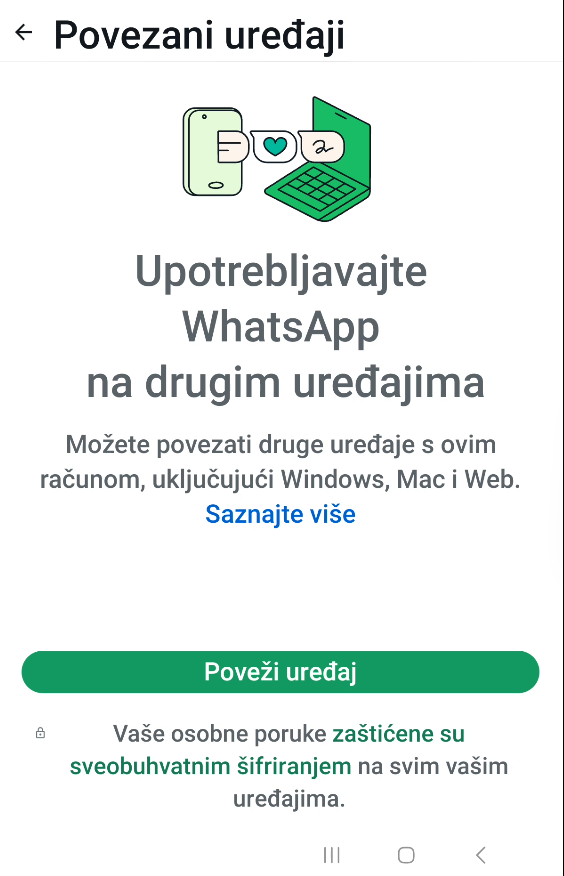 Povezani uređaji
Upotrebljavajte
WhatsApp
na drugim uređajima
Možete povezati druge uređaje s ovim
računom, uključujući Windows, Mac i Web.
Saznajte više
Poveži uređaj
Vaše osobne poruke zaštićene su
sveobuhvatnim šifriranjem na svim vašim
uređajima.